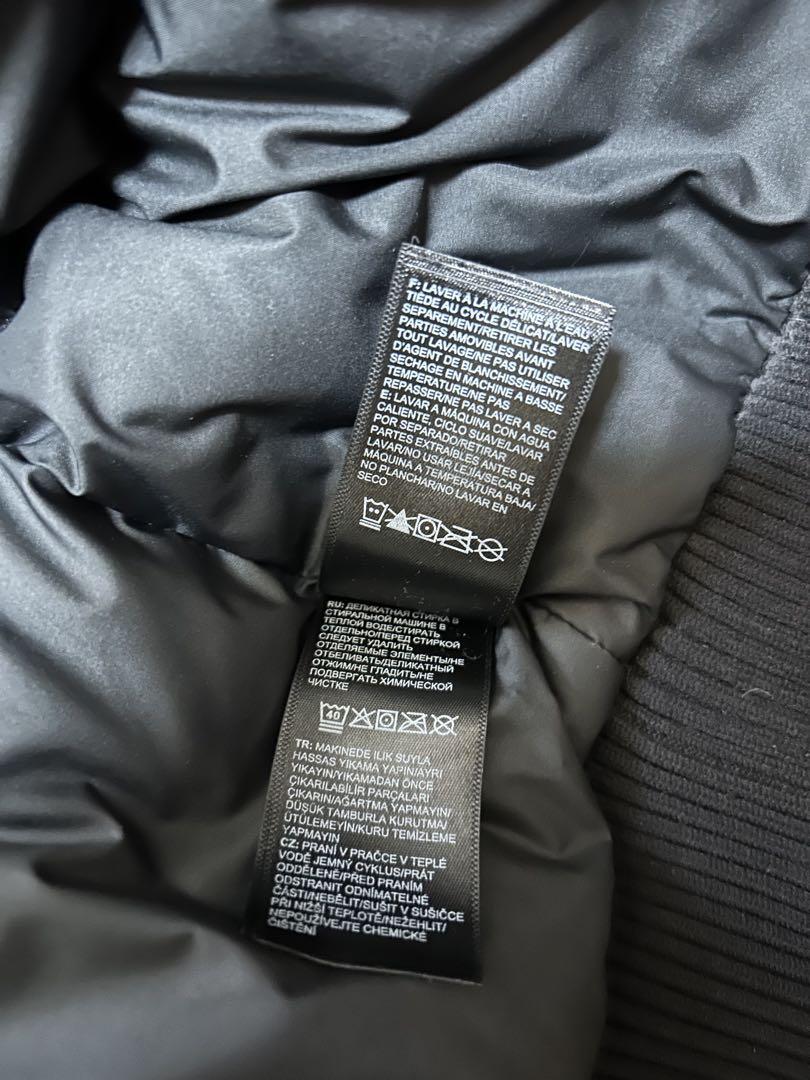 F: LAVER À LA MACHINE À L'EAU
TIÈDE AU CYCLE DÉLICAT/LAVER
SEPAREMENT/RETIRER LES
PARTIES AMOVIBLES AVANT
TOUT LAVAGE/NE PAS UTILISER
D'AGENT DE BLANCHISSEMENT/
SECHAGE EN MACHINE A BASSE
TEMPERATURE/NE PAS
REPASSER/NE PAS LAVER A SEC
E: LAVAR A MÁQUINA CON AGUA
CALIENTE, CICLO SUAVE/LAVAR
POR SEPARADO/RETIRAR
PARTES EXTRAIBLES ANTES DE
LAVAR/NO USAR LEJÍA/SECAR A
MÁQUINA A TEMPERATURA BAJA/
NO PLANCHAR/NO LAVAR EN
SECO
RU: ДЕЛИКАТНАЯ СТИРКА В
СТИРАЛЬНОЙ МАШИНЕ В
ТЕПЛОЙ ВОДЕ/СТИРАТЬ
ОТДЕЛЬНО/ПЕРЕД СТИРКОЙ
СЛЕДУЕТ УДАЛИТЬ
ОТДЕЛЯЕМЫЕ ЭЛЕМЕНТЫ/НЕ
ОТБЕЛИВАТЬ/ДЕЛИКАТНЫЙ
ОТЖИМ/НЕ ГЛАДИТЬ/НЕ
ПОДВЕРГАТЬ ХИМИЧЕСКОЙ
ЧИСТКЕ
40
TR: MAKINEDE ILIK SUYLA
HASSAS YIKAMA YAPIN/AYRI
YIKAYIN/YIKAMADAN ÖNCE
ÇIKARILABİLİR PARÇALARI
ÇIKARIN/AĞARTMA YAPMAYIN/
DÜŞÜK TAMBURLA KURUTMA/
ÜTÜLEMEYİN/KURU TEMİZLEME
YAPMAYIN
CZ: PRANÍ V PRAČCE V TEPLÉ
VODĚ JEMNÝ CYKLUS/PRÁT
ODDĚLENĚ/PŘED PRANÍM
ODSTRANIT ODNÍMATELNÉ
ČÁSTI/NEBĚLIT/SUŠIT V SUŠIČCE
PŘI NIŽŠÍ TEPLOTĚ/NEŽEHLIT/
NEPOUŽÍVEJTE CHEMICKÉ
ČIŠTĚNÍ